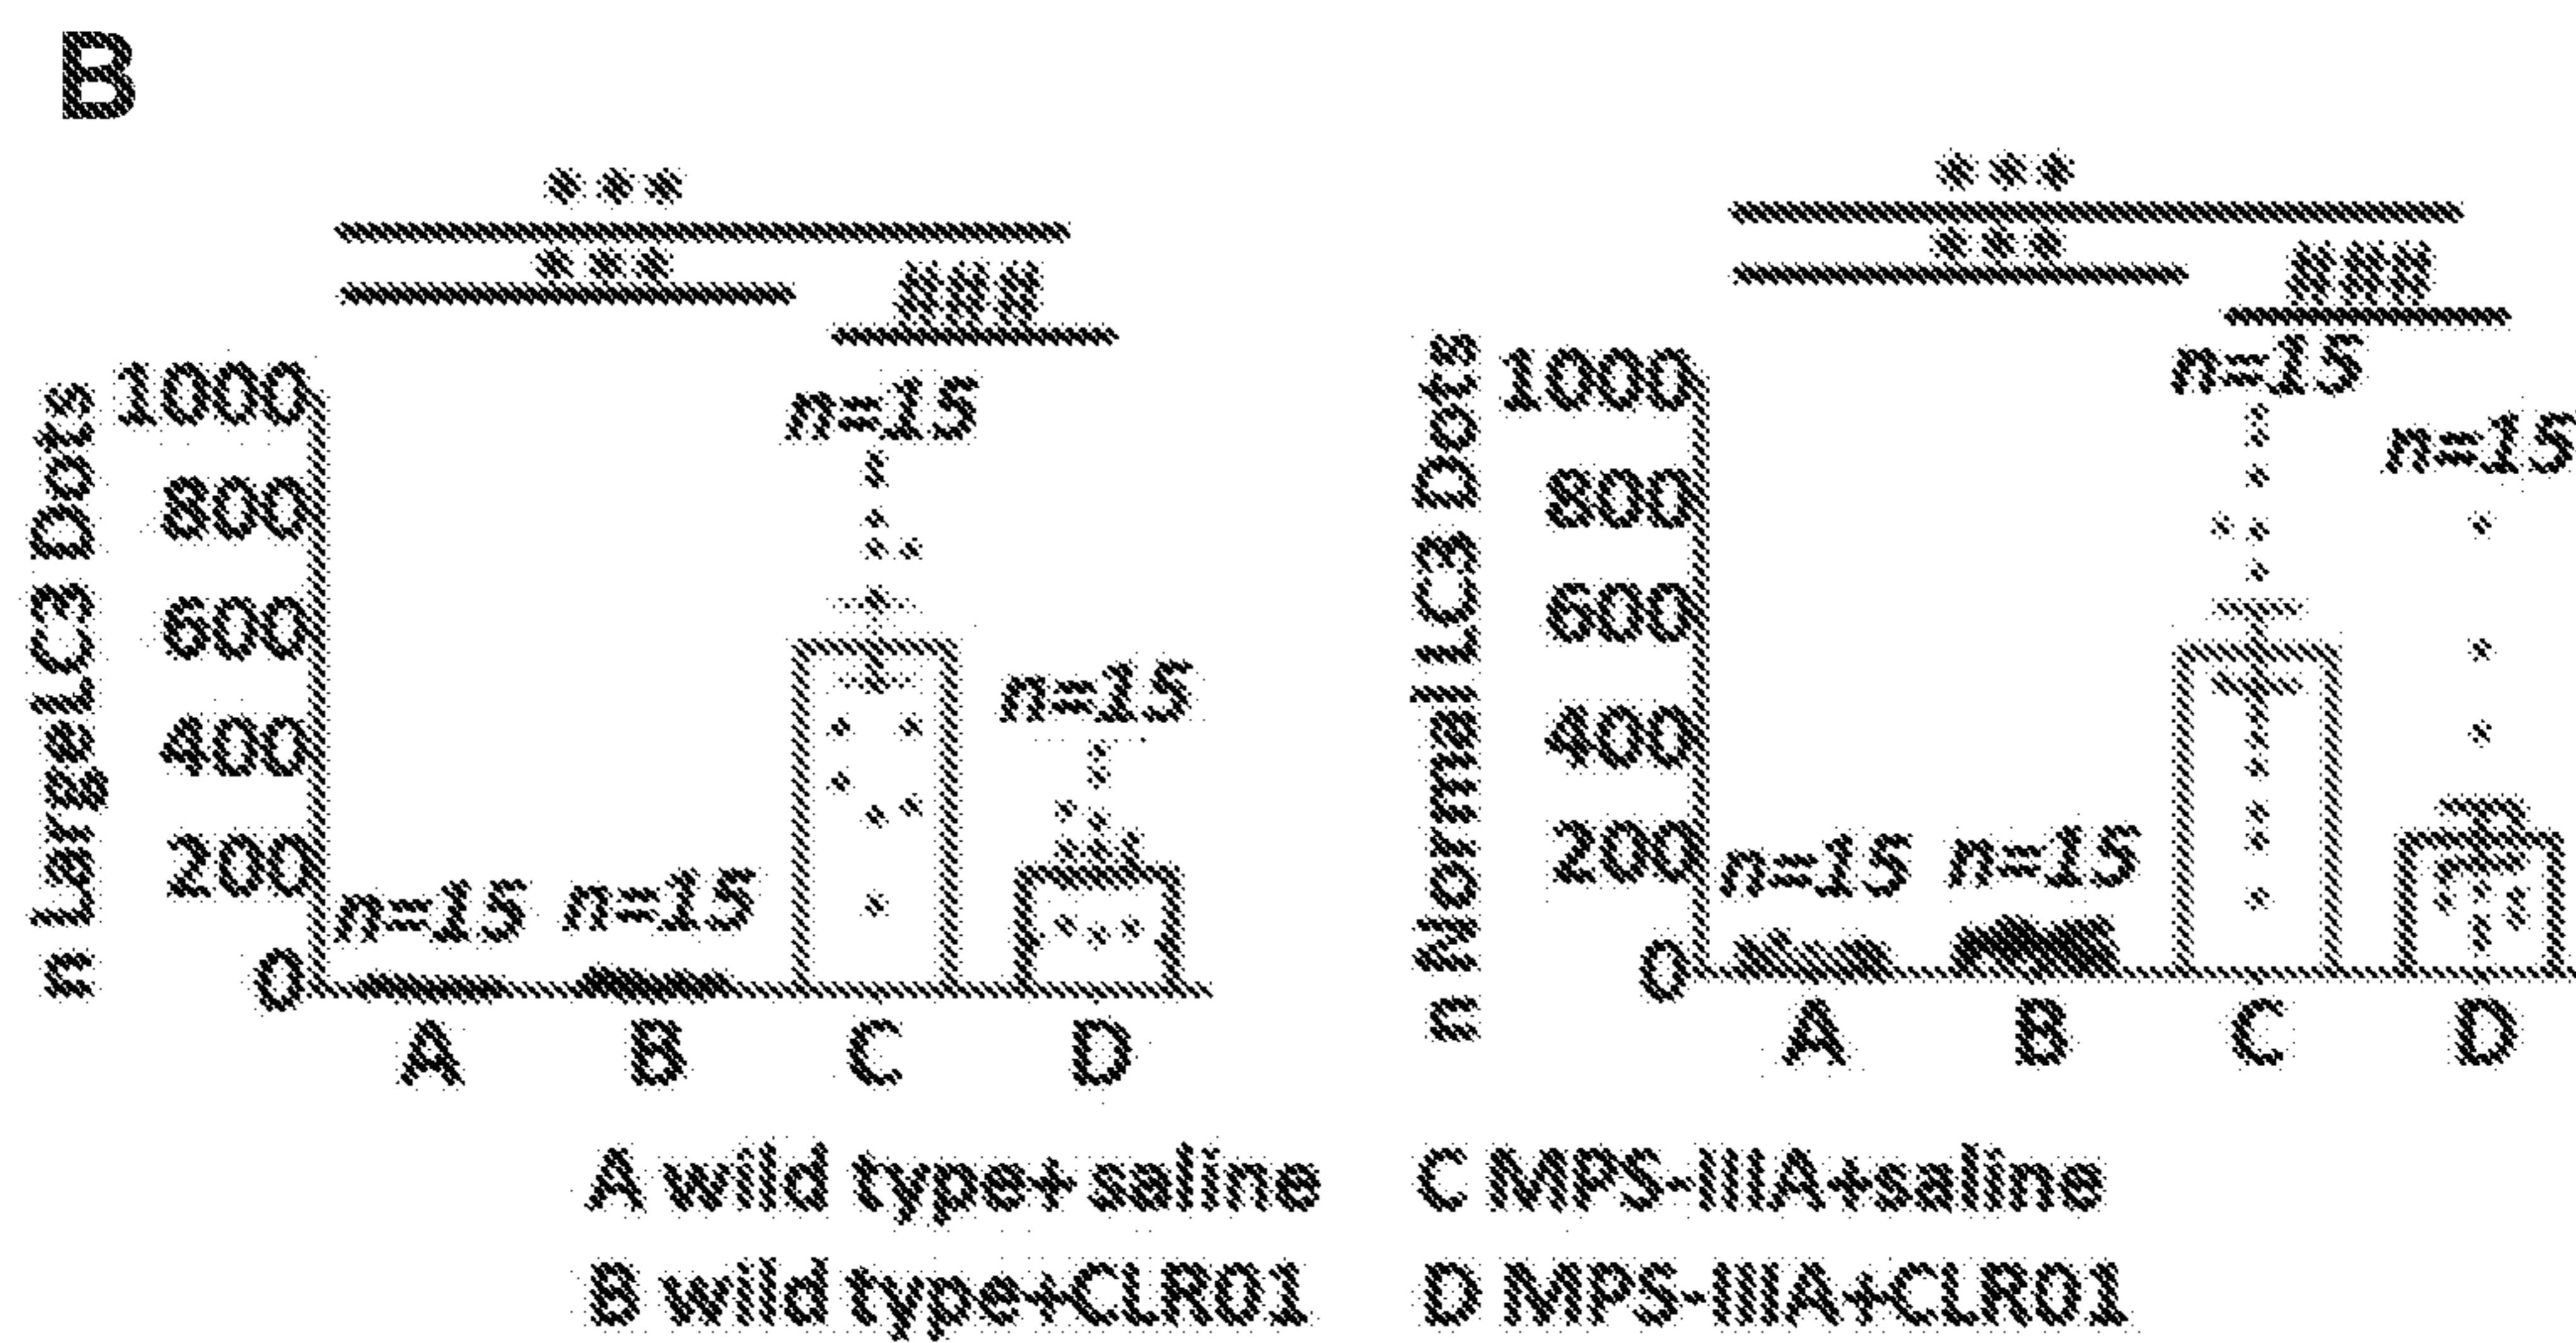 B
*** ***
*** ***
### ###
n Large LC3 Dots
1000
800
600
400
200
0
n=15 n=15 n=15 n=15
A B C D
n Normal LC3 Dots
1000
800
600
400
200
0
n=15 n=15 n=15 n=15
A B C D
A wild type+ saline C MPS-IIIA+saline
B wild type+CLR01 D MPS-IIIA+CLR01